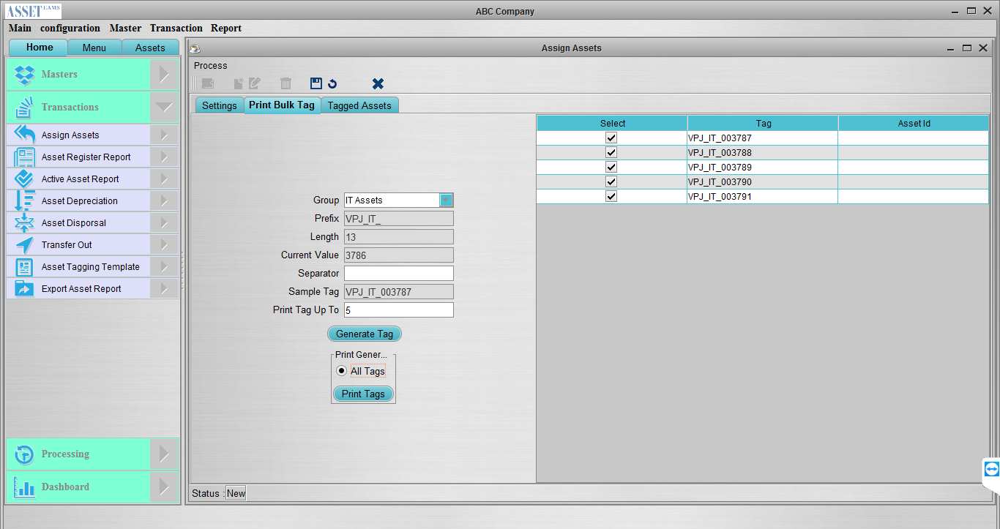 ASSETTEAMS
ABC Company
Main configuration Master Transaction Report
Home Menu Assets
Masters
Transactions
Assign Assets
Asset Register Report
Active Asset Report
Asset Depreciation
Asset Disporsal
Transfer Out
Asset Tagging Template
Export Asset Report
Processing
Dashboard
Assign Assets
Process
Settings Print Bulk Tag Tagged Assets
Group IT Assets
Prefix VPJ_IT_
Length 13
Current Value 3786
Separator
Sample Tag VPJ_IT_003787
Print Tag Up To 5
Generate Tag
Print Gener...
All Tags
Print Tags
Select Tag Asset Id
VPJ_IT_003787
VPJ_IT_003788
VPJ_IT_003789
VPJ_IT_003790
VPJ_IT_003791
Status : New